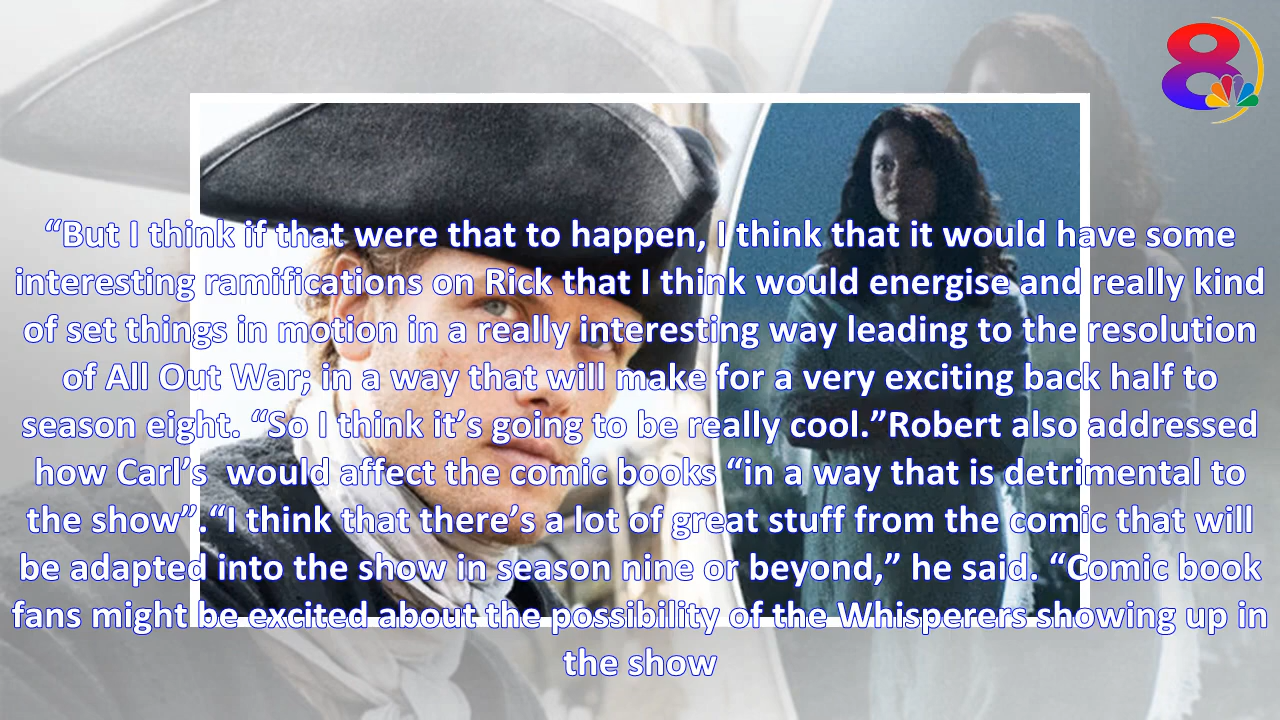 8
“But I think if that were that to happen, I think that it would have some
interesting ramifications on Rick that I think would energise and really kind
of set things in motion in a really interesting way leading to the resolution
of All Out War; in a way that will make for a very exciting back half to
season eight. “So I think it’s going to be really cool.”Robert also addressed
how Carl’s  would affect the comic books “in a way that is detrimental to
the show”.“I think that there’s a lot of great stuff from the comic that will
be adapted into the show in season nine or beyond,” he said. “Comic book
fans might be excited about the possibility of the Whisperers showing up in
the show